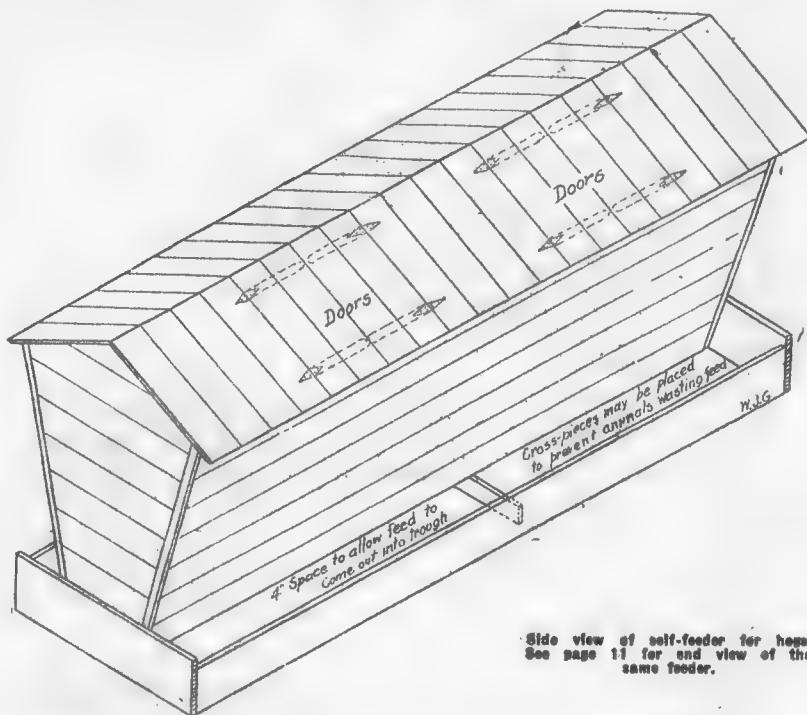 Doors
Doors
Cross-pieces may be placed
to prevent animals wasting feed
W.J.G
4" Space to allow feed to
come out into trough
Side view of self-feeder for hogs.
See page 11 for end view of the
same feeder.